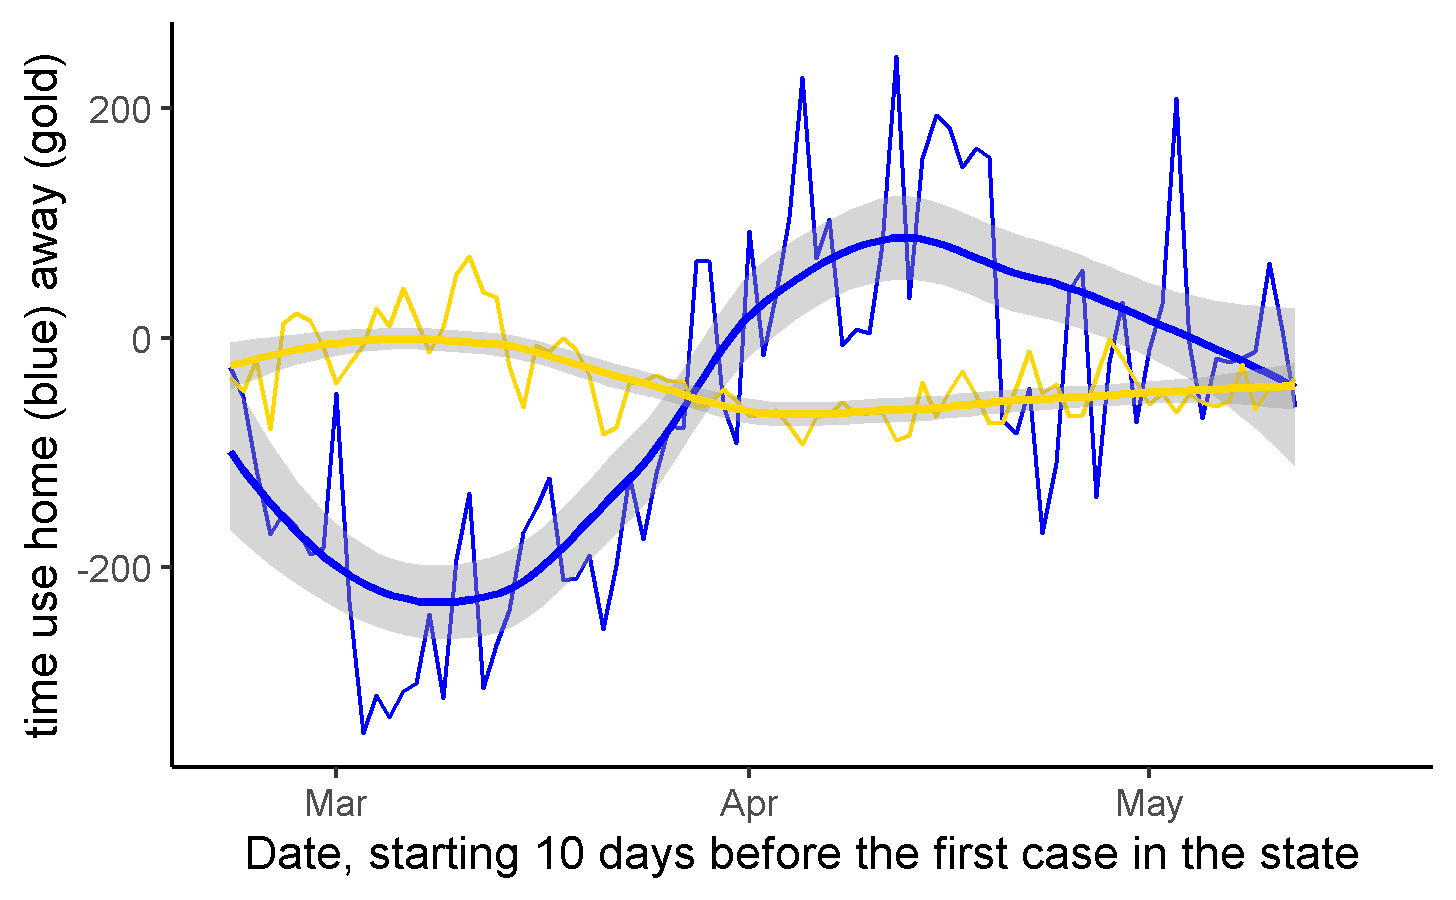 time use home (blue) away (gold)
200
0
-200
Mar
Apr
May
Date, starting 10 days before the first case in the state